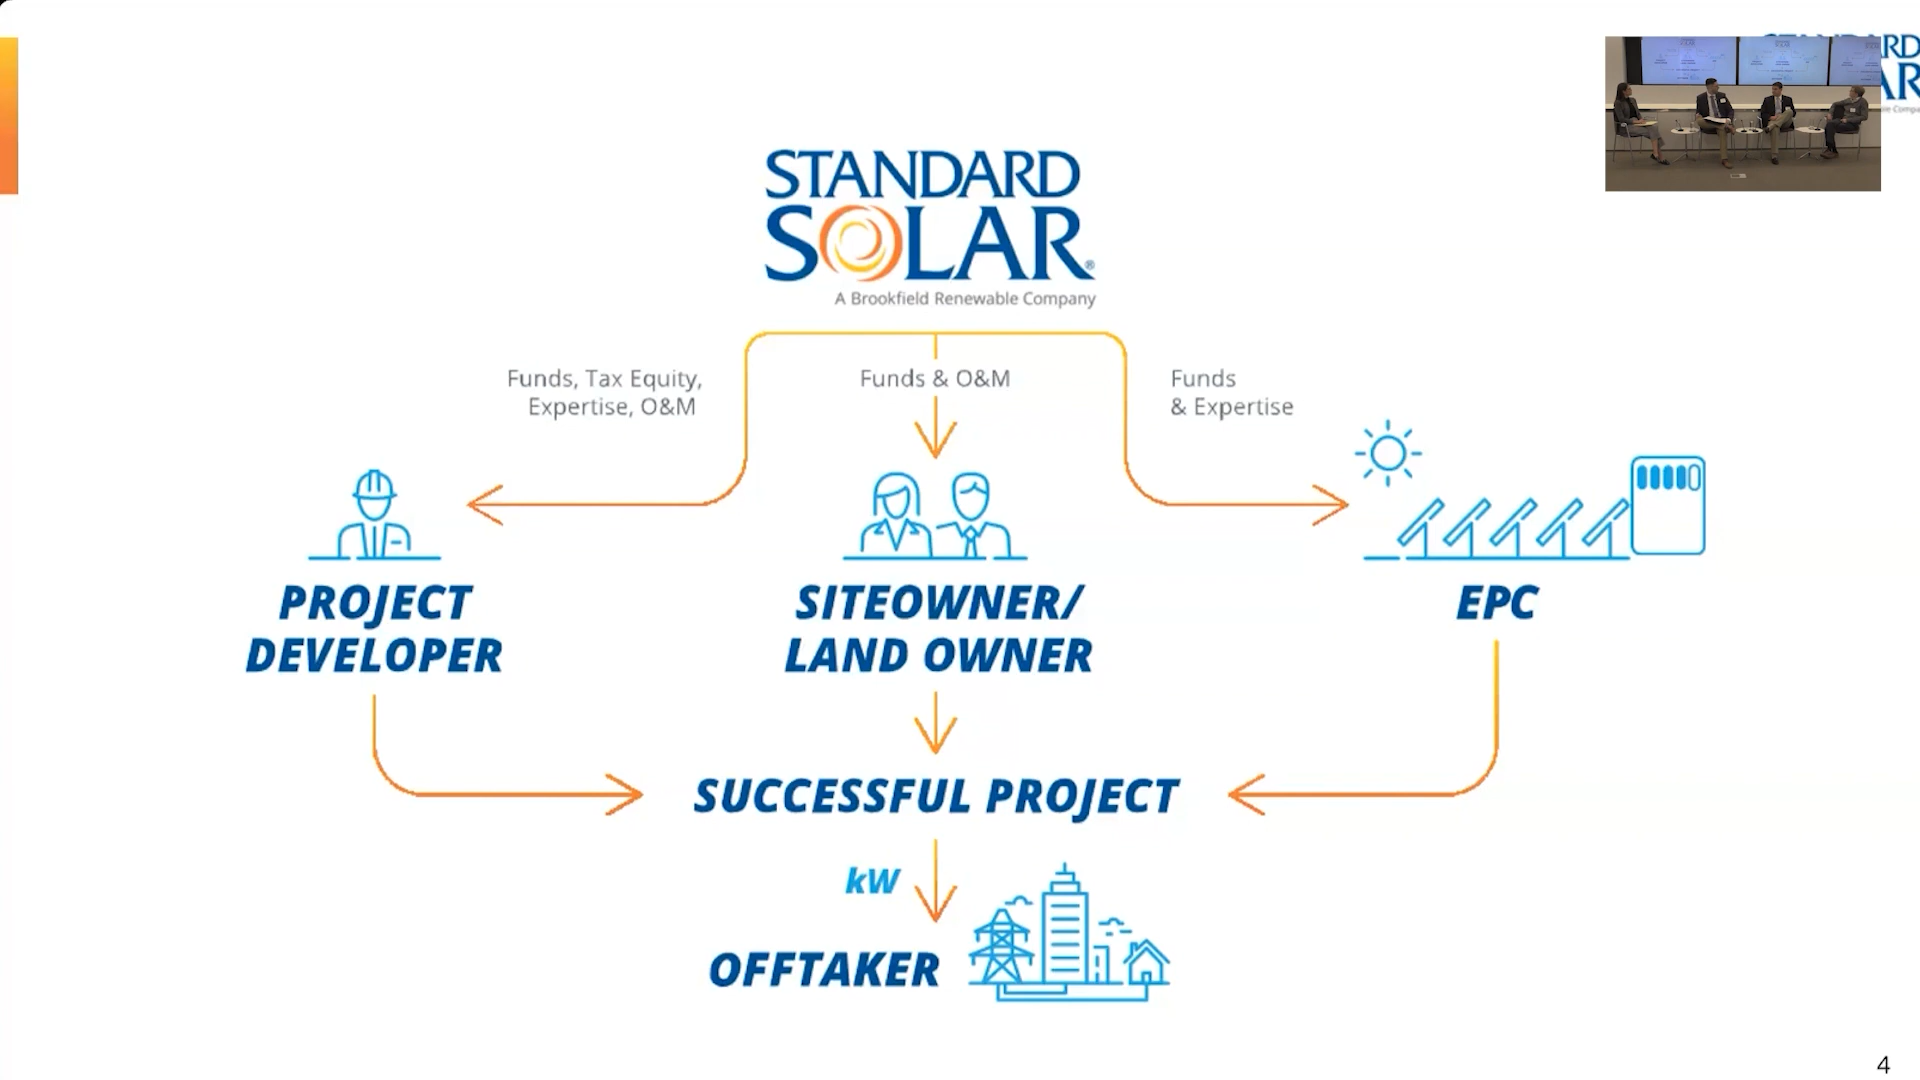 STANDARD
SOLAR®
A Brookfield Renewable Company
Funds, Tax Equity,
Expertise, O&M
Funds & O&M
Funds
& Expertise
PROJECT
DEVELOPER
SITEOWNER/
LAND OWNER
EPC
SUCCESSFUL PROJECT
kW
OFFTAKER
4